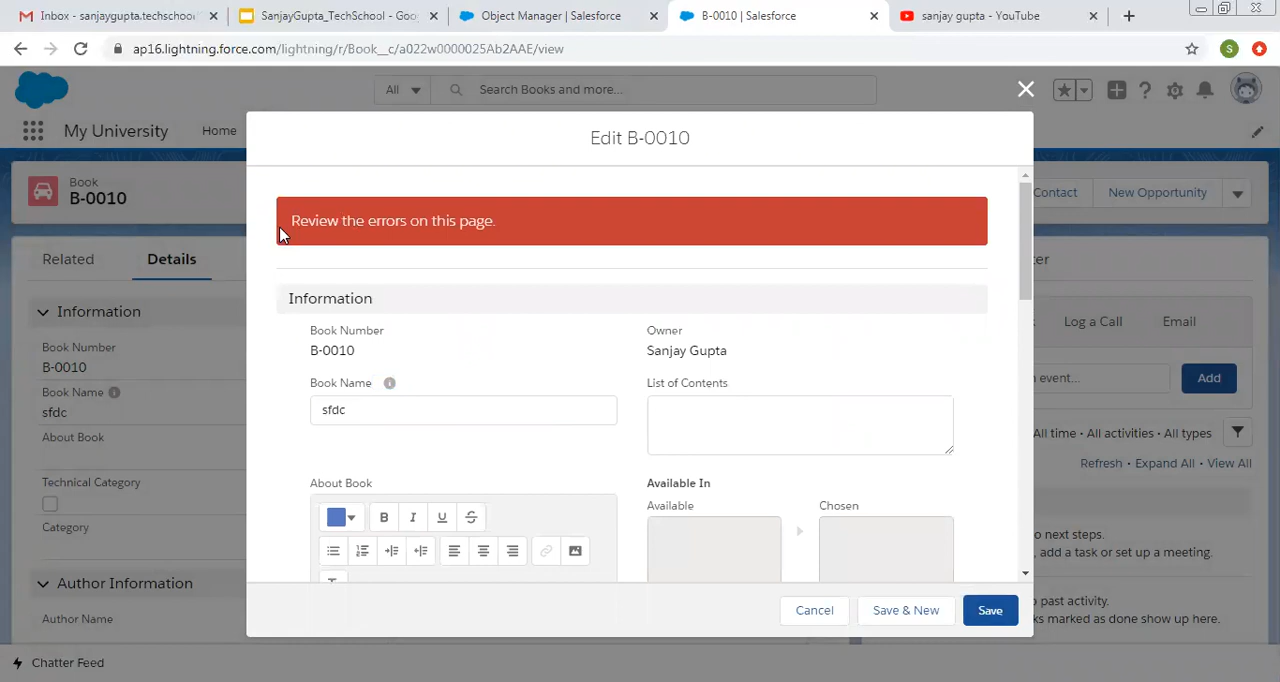 Inbox - sanjaygupta.techschool
SanjayGupta_TechSchool - Goo
Object Manager | Salesforce
B-0010 | Salesforce
sanjay gupta - YouTube
ap16.lightning.force.com/lightning/r/Book__c/a022w0000025Ab2AAE/view
S
All
Search Books and more...
My University
Home
Edit B-0010
Book
B-0010
Contact
New Opportunity
Review the errors on this page.
Related
Details
ter
Information
Information
Book Number
B-0010
Owner
Sanjay Gupta
Log a Call
Email
Book Number
B-0010
Book Name
sfdc
List of Contents
event...
Add
Book Name
sfdc
About Book
All time • All activities • All types
Refresh • Expand All • View All
About Book
Available In
Available
Chosen
Technical Category
B
I
U
S
Category
o next steps.
, add a task or set up a meeting.
Author Information
o past activity.
Author Name
Cancel
Save & New
Save
ks marked as done show up here.
Chatter Feed